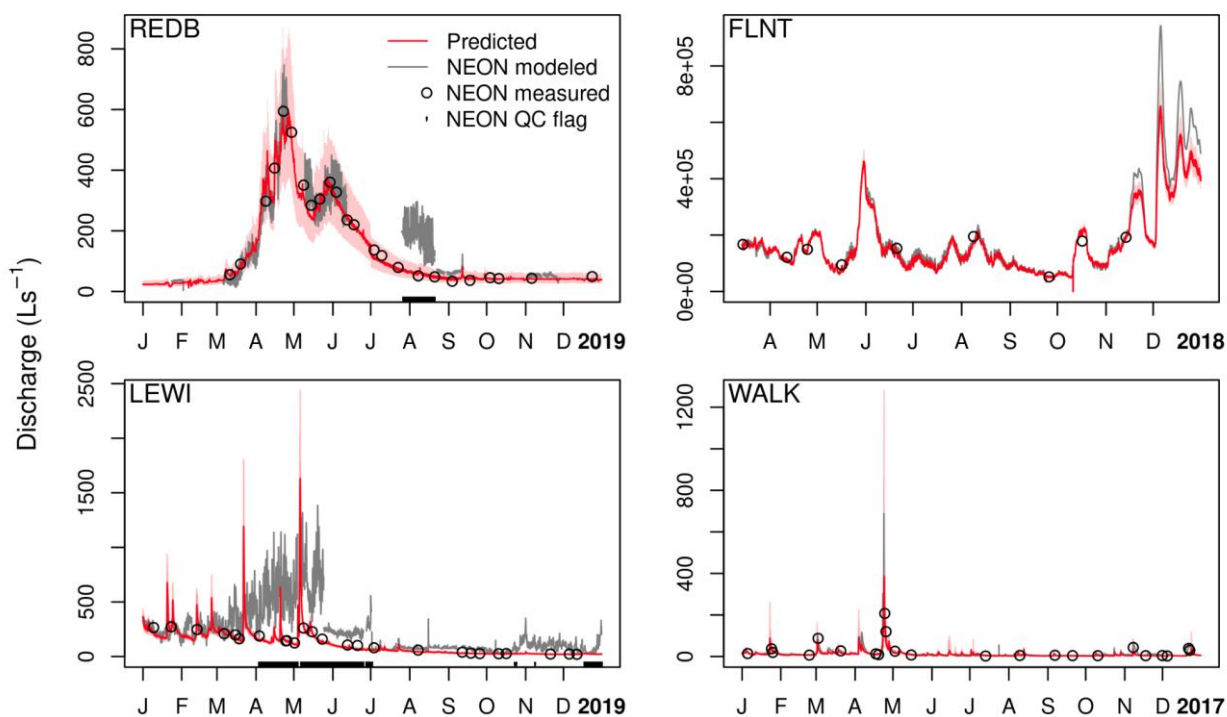 Discharge (Ls⁻¹)
REDB
Predicted
NEON modeled
NEON measured
NEON QC flag
800
600
400
200
0
J F M A M J J A S O N D 2019
FLNT
8e+05
4e+05
0e+00
A M J J A S O N D 2018
LEWI
2500
1500
500
0
J F M A M J J A S O N D 2019
WALK
1200
800
400
0
J F M A M J J A S O N D 2017